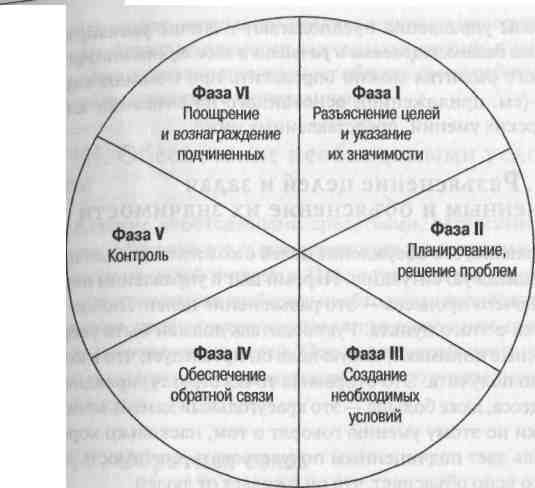 Фаза VI
Поощрение
и вознаграждение
подчиненных
Фаза I
Разъяснение целей
и указание
их значимости
Фаза II
Планирование,
решение проблем
Фаза III
Создание
необходимых
условий
Фаза IV
Обеспечение
обратной связи
Фаза V
Контроль